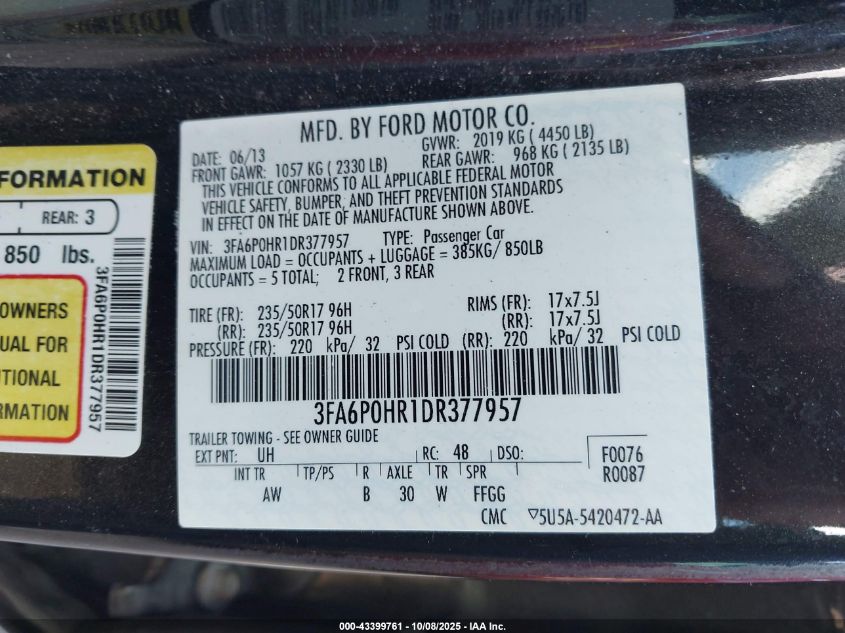 MFD. BY FORD MOTOR CO.
DATE: 06/13 GVWR: 2019 KG ( 4450 LB)
FRONT GAWR: 1057 KG ( 2330 LB) REAR GAWR: 968 KG ( 2135 LB)
THIS VEHICLE CONFORMS TO ALL APPLICABLE FEDERAL MOTOR
VEHICLE SAFETY, BUMPER, AND THEFT PREVENTION STANDARDS
IN EFFECT ON THE DATE OF MANUFACTURE SHOWN ABOVE.
VIN: 3FA6P0HR1DR377957 TYPE: Passenger Car
MAXIMUM LOAD = OCCUPANTS + LUGGAGE = 385KG/ 850LB
OCCUPANTS = 5 TOTAL; 2 FRONT, 3 REAR
TIRE (FR): 235/50R17 96H RIMS (FR): 17x7.5J
(RR): 235/50R17 96H (RR): 17x7.5J
PRESSURE (FR): 220 kPa/ 32 PSI COLD (RR): 220 kPa/ 32 PSI COLD
3FA6P0HR1DR377957
TRAILER TOWING - SEE OWNER GUIDE
EXT PNT: UH RC: 48 DSO: F0076
R0087
INT TR TP/PS R AXLE TR SPR
AW B 30 W FFGG
CMC ▽5U5A-5420472-AA
FORMATION
REAR: 3
850 lbs.
OWNERS
UAL FOR
ITIONAL
RMATION
3FA6P0HR1DR377957
000-43399761 - 10/08/2025 - IAA Inc.